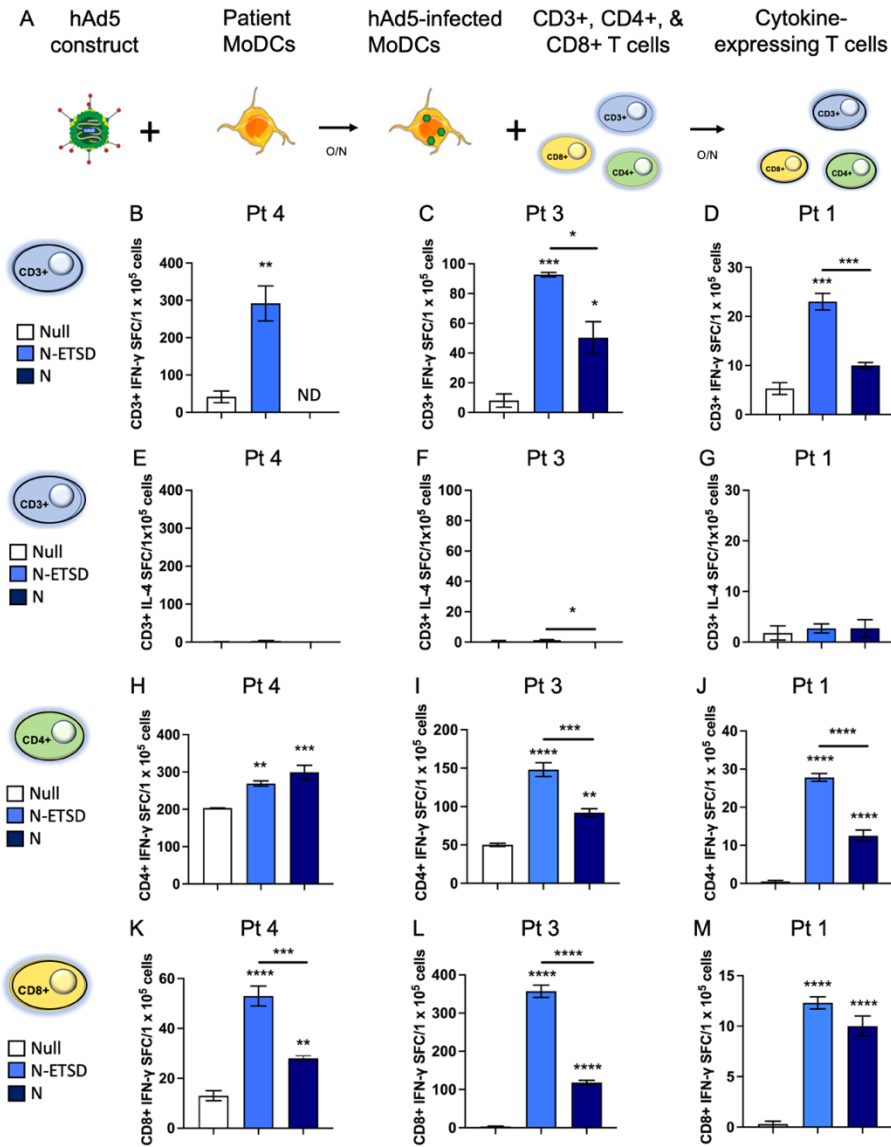 A
hAd5
construct
Patient
MoDCs
hAd5-infected
MoDCs
CD3+, CD4+, &
CD8+ T cells
Cytokine-
expressing T cells
hAd5
+
O/N
+
CD3+
CD8+
CD4+
O/N
CD3+
CD8+
CD4+
CD3+
Null
N-ETSD
N
B
Pt 4
CD3+ IFN-γ SFC/1 x 10⁵ cells
400
300
200
100
0
**
ND
C
Pt 3
CD3+ IFN-γ SFC/1 x 10⁵ cells
100
80
60
40
20
0
***
*
*
D
Pt 1
CD3+ IFN-γ SFC/1 x 10⁵ cells
30
20
10
0
***
***
CD3+
Null
N-ETSD
N
E
Pt 4
CD3+ IL-4 SFC/1x10⁵ cells
400
300
200
100
0
F
Pt 3
CD3+ IL-4 SFC/1x10⁵ cells
100
80
60
40
20
0
*
G
Pt 1
CD3+ IL-4 SFC/1x10⁵ cells
30
20
10
0
CD4+
Null
N-ETSD
N
H
Pt 4
CD4+ IFN-γ SFC/1 x 10⁵ cells
400
300
200
100
0
**
***
I
Pt 3
CD4+ IFN-γ SFC/1 x 10⁵ cells
200
150
100
50
0
****
***
**
J
Pt 1
CD4+ IFN-γ SFC/1 x 10⁵ cells
40
30
20
10
0
****
****
****
CD8+
Null
N-ETSD
N
K
Pt 4
CD8+ IFN-γ SFC/1 x 10⁵ cells
60
40
20
0
****
***
**
L
Pt 3
CD8+ IFN-γ SFC/1 x 10⁵ cells
400
300
200
100
0
****
****
****
M
Pt 1
CD8+ IFN-γ SFC/1 x 10⁵ cells
15
10
5
0
****
****